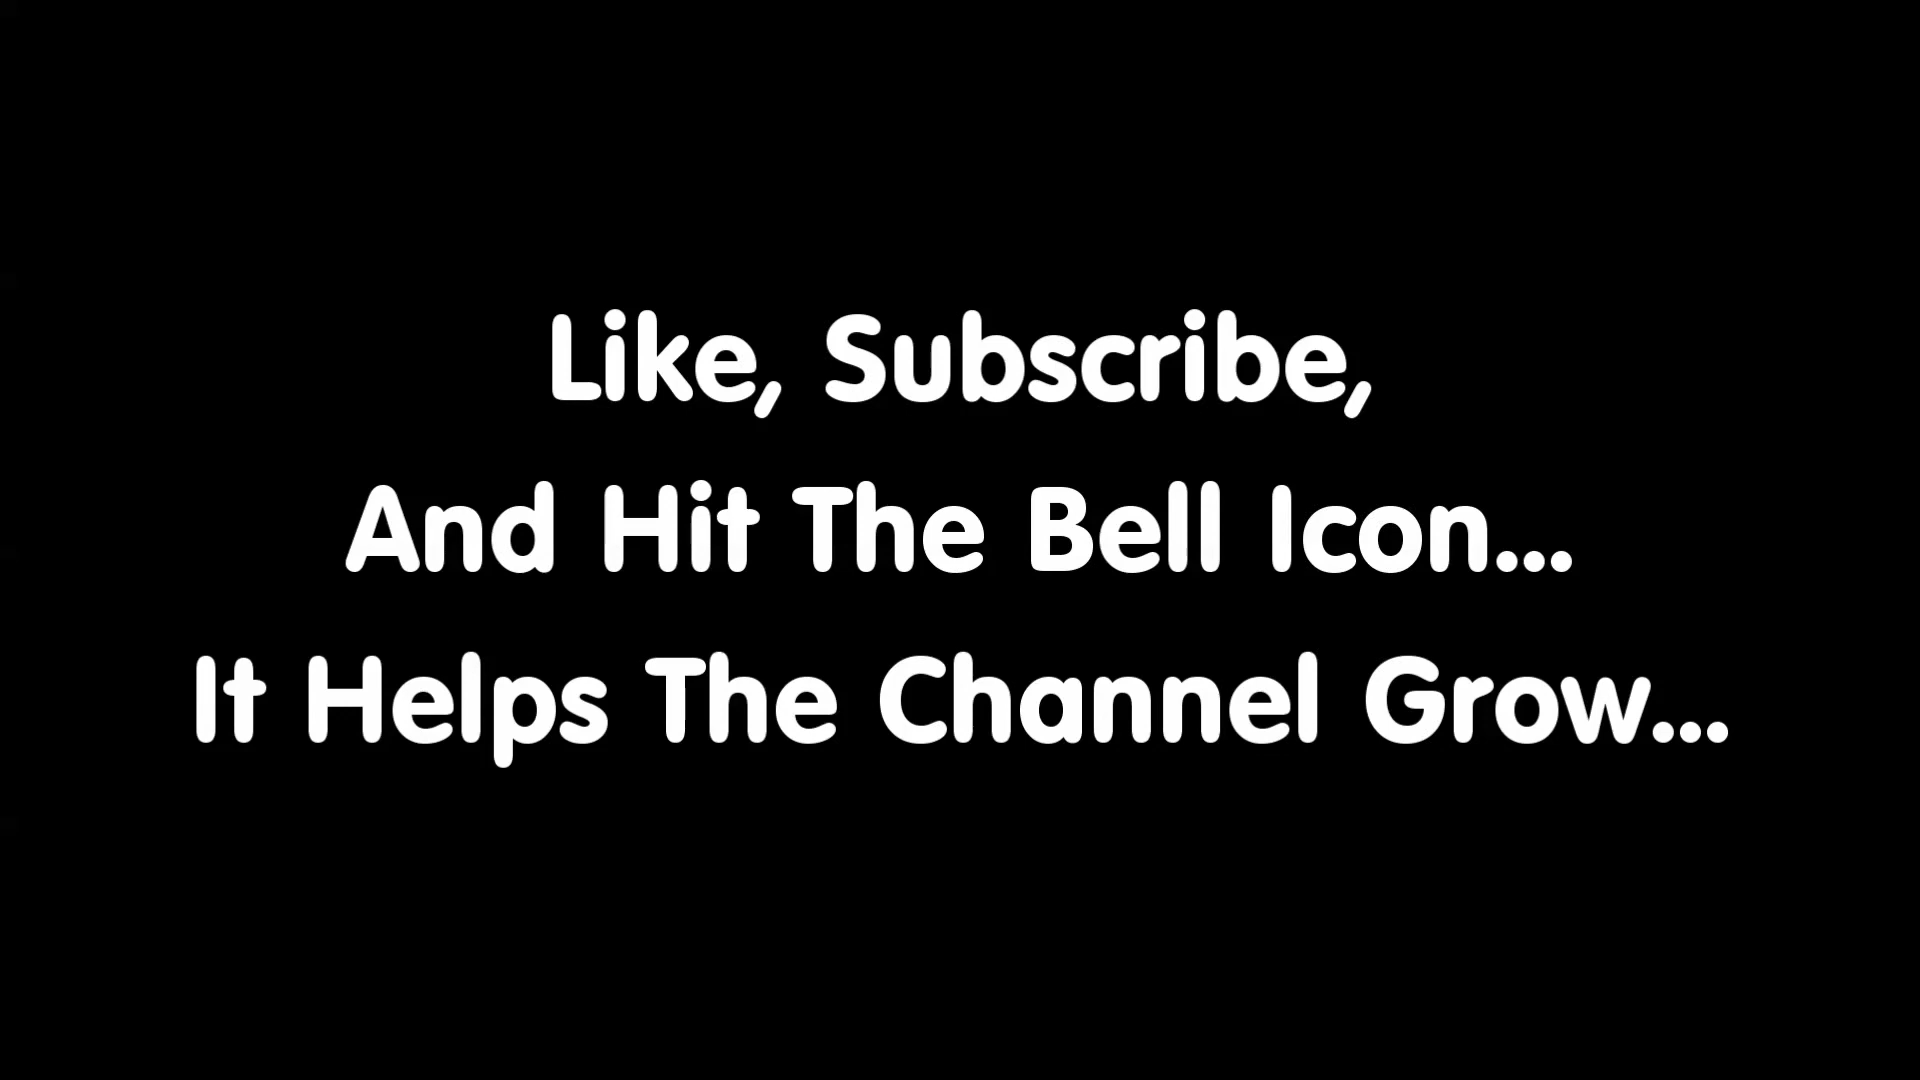 Like, Subscribe,
And Hit The Bell Icon...
It Helps The Channel Grow...